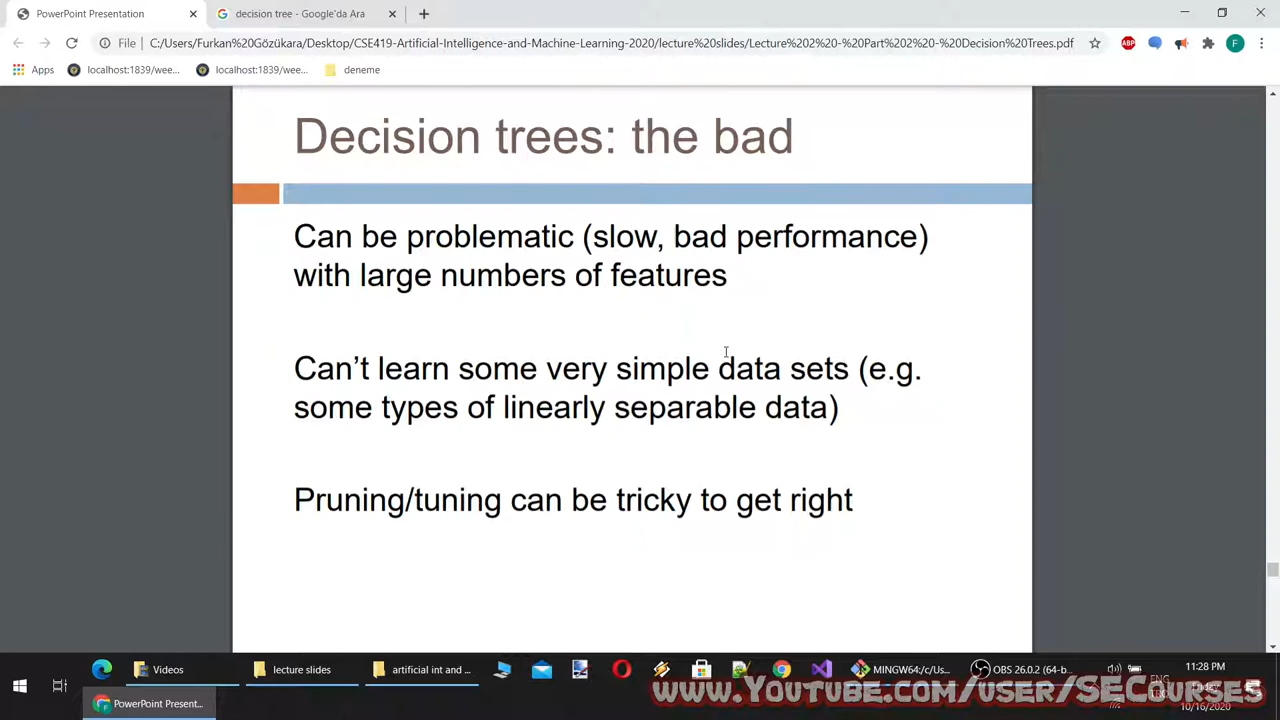 PowerPoint Presentation
decision tree - Google'da Ara
File
C:/Users/Furkan%20Gözükara/Desktop/CSE419-Artificial-Intelligence-and-Machine-Learning-2020/lecture%20slides/Lecture%202%20-%20Part%202%20-%20Decision%20Trees.pdf
ABP
F
Apps
localhost:1839/wee...
localhost:1839/wee...
deneme
Decision trees: the bad
Can be problematic (slow, bad performance)
with large numbers of features
Can't learn some very simple data sets (e.g.
some types of linearly separable data)
Pruning/tuning can be tricky to get right
Videos
lecture slides
artificial int and ...
MINGW64:/c/Us...
OBS 26.0.2 (64-b...
11:28 PM
ENG
PowerPoint Present...
10/16/2020
www.Youtube.com/user/SECourses